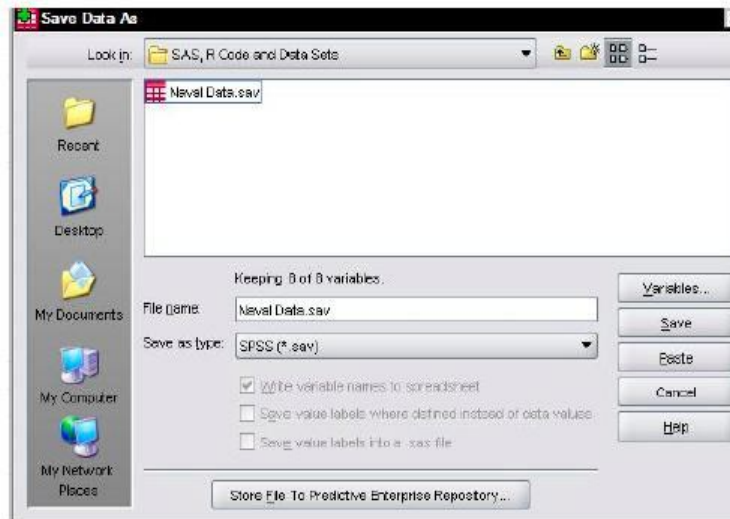 Save Data As
Look in: SAS, R Code and Data Sets
Naval Data.sav
Recent
Desktop
My Documents
My Computer
My Network Places
Keeping 8 of 8 variables.
File name: Naval Data.sav
Save as type: SPSS (*.sav)
Write variable names to spreadsheet
Save value labels where defined instead of data values
Save value labels into a .sas file
Store File To Predictive Enterprise Repository...
Variables...
Save
Paste
Cancel
Help